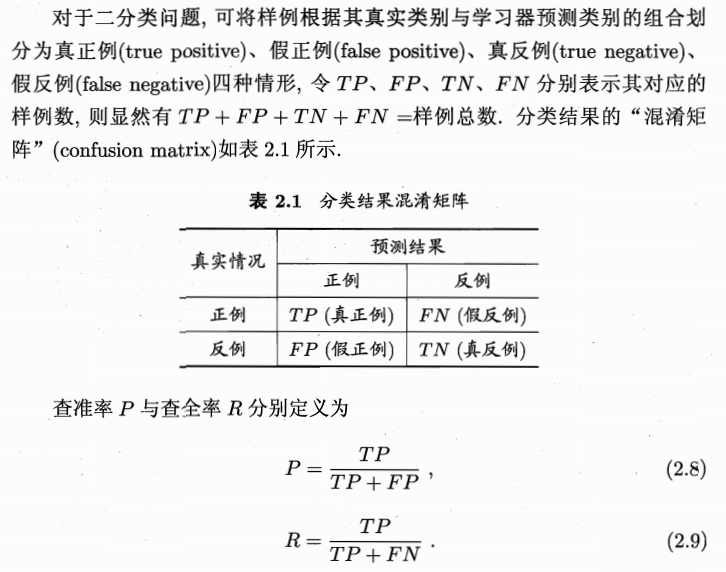 对于二分类问题, 可将样例根据其真实类别与学习器预测类别的组合划
分为真正例(true positive)、假正例(false positive)、真反例(true negative)、
假反例(false negative)四种情形, 令 TP、FP、TN、FN 分别表示其对应的
样例数, 则显然有 TP + FP + TN + FN =样例总数. 分类结果的“混淆矩
阵”(confusion matrix)如表 2.1 所示.
表 2.1 分类结果混淆矩阵
真实情况 预测结果
正例 反例
正例 TP (真正例) FN (假反例)
反例 FP (假正例) TN (真反例)
查准率 P 与查全率 R 分别定义为
P = TP / (TP + FP) , (2.8)
R = TP / (TP + FN) . (2.9)